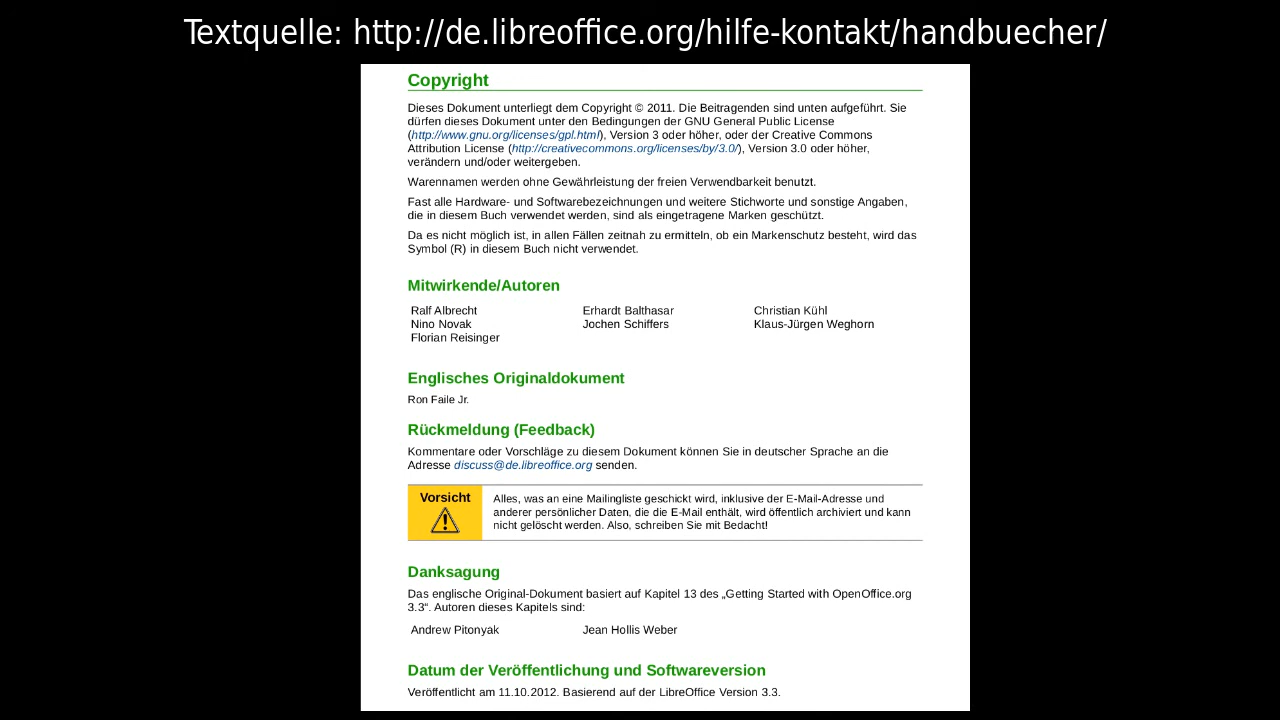 Textquelle: http://de.libreoffice.org/hilfe-kontakt/handbuecher/
Copyright
Dieses Dokument unterliegt dem Copyright © 2011. Die Beitragenden sind unten aufgeführt. Sie
dürfen dieses Dokument unter den Bedingungen der GNU General Public License
(http://www.gnu.org/licenses/gpl.html), Version 3 oder höher, oder der Creative Commons
Attribution License (http://creativecommons.org/licenses/by/3.0/), Version 3.0 oder höher,
verändern und/oder weitergeben.
Warennamen werden ohne Gewährleistung der freien Verwendbarkeit benutzt.
Fast alle Hardware- und Softwarebezeichnungen und weitere Stichworte und sonstige Angaben,
die in diesem Buch verwendet werden, sind als eingetragene Marken geschützt.
Da es nicht möglich ist, in allen Fällen zeitnah zu ermitteln, ob ein Markenschutz besteht, wird das
Symbol (R) in diesem Buch nicht verwendet.
Mitwirkende/Autoren
Ralf Albrecht Erhardt Balthasar Christian Kühl
Nino Novak Jochen Schiffers Klaus-Jürgen Weghorn
Florian Reisinger
Englisches Originaldokument
Ron Faile Jr.
Rückmeldung (Feedback)
Kommentare oder Vorschläge zu diesem Dokument können Sie in deutscher Sprache an die
Adresse discuss@de.libreoffice.org senden.
Vorsicht
Alles, was an eine Mailingliste geschickt wird, inklusive der E-Mail-Adresse und
anderer persönlicher Daten, die die E-Mail enthält, wird öffentlich archiviert und kann
nicht gelöscht werden. Also, schreiben Sie mit Bedacht!
Danksagung
Das englische Original-Dokument basiert auf Kapitel 13 des „Getting Started with OpenOffice.org
3.3“. Autoren dieses Kapitels sind:
Andrew Pitonyak Jean Hollis Weber
Datum der Veröffentlichung und Softwareversion
Veröffentlicht am 11.10.2012. Basierend auf der LibreOffice Version 3.3.